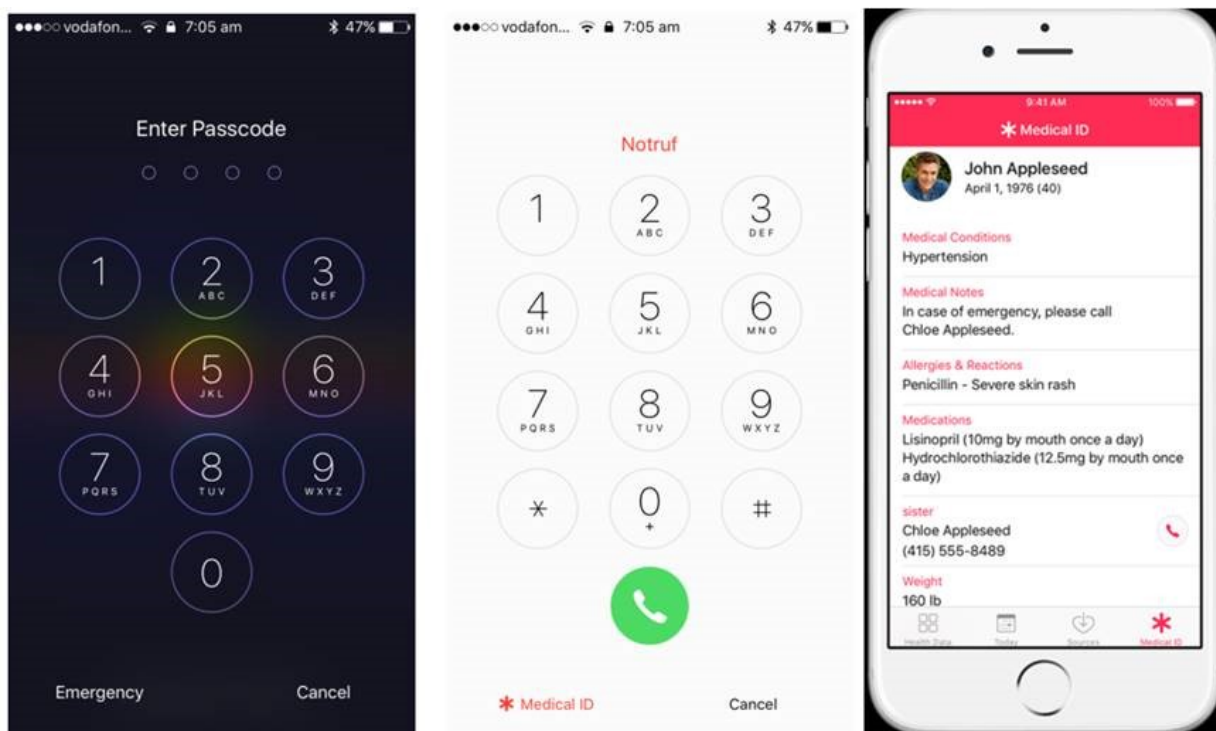 vodafon... 7:05 am 47%
Enter Passcode
1 2 3
ABC DEF
4 5 6
GHI JKL MNO
7 8 9
PQRS TUV WXYZ
0
Emergency Cancel
vodafon... 7:05 am 47%
Notruf
1 2 3
ABC DEF
4 5 6
GHI JKL MNO
7 8 9
PQRS TUV WXYZ
* 0 #
+
Medical ID Cancel
9:41 AM 100%
Medical ID
John Appleseed
April 1, 1976 (40)
Medical Conditions
Hypertension
Medical Notes
In case of emergency, please call
Chloe Appleseed.
Allergies & Reactions
Penicillin - Severe skin rash
Medications
Lisinopril (10mg by mouth once a day)
Hydrochlorothiazide (12.5mg by mouth once
a day)
sister
Chloe Appleseed
(415) 555-8489
Weight
160 lb
Health Data Today Sources Medical ID